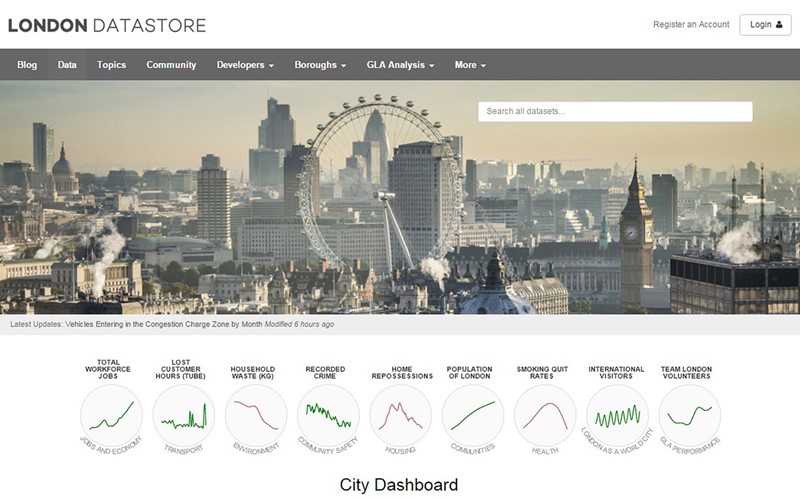 LONDON DATASTORE
Register an Account
Login
Blog
Data
Topics
Community
Developers
Boroughs
GLA Analysis
More
Search all datasets...
Latest Updates: Vehicles Entering in the Congestion Charge Zone by Month Modified 6 hours ago
TOTAL
WORKFORCE
JOBS
JOBS AND ECONOMY
LOST
CUSTOMER
HOURS (TUBE)
TRANSPORT
HOUSEHOLD
WASTE (KG)
ENVIRONMENT
RECORDED
CRIME
COMMUNITY SAFETY
HOME
REPOSSESSIONS
HOUSING
POPULATION
OF LONDON
COMMUNITIES
SMOKING QUIT
RATES
HEALTH
INTERNATIONAL
VISITORS
LONDON AS A WORLD CITY
TEAM LONDON
VOLUNTEERS
GLA PERFORMANCE
City Dashboard